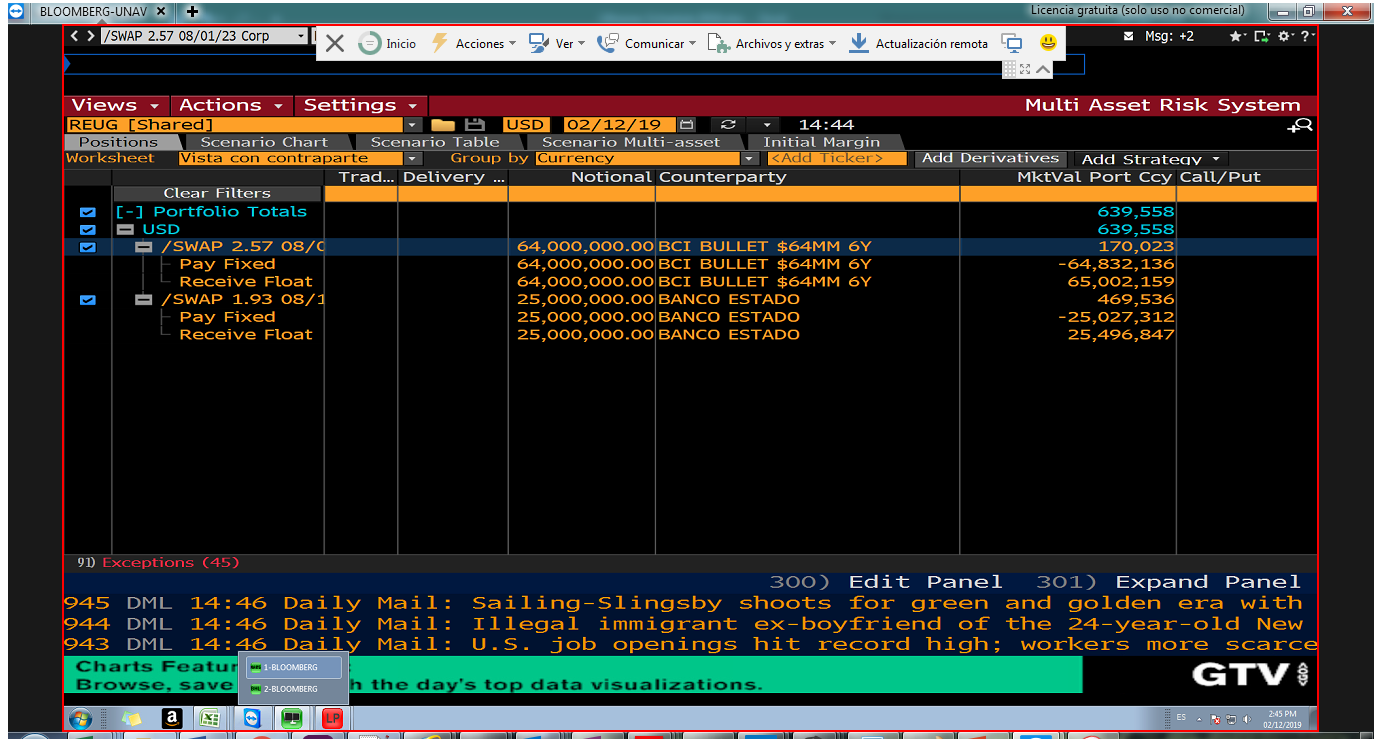 BLOOMBERG-UNAV
Licencia gratuita (solo uso no comercial)
/SWAP 2.57 08/01/23 Corp
Inicio
Acciones
Ver
Comunicar
Archivos y extras
Actualización remota
Msg: +2
Views
Actions
Settings
Multi Asset Risk System
REUG [Shared]
USD
02/12/19
14:44
Positions
Scenario Chart
Scenario Table
Scenario Multi-asset
Initial Margin
Worksheet
Vista con contraparte
Group by
Currency
<Add Ticker>
Add Derivatives
Add Strategy
Trad... Delivery ... Notional Counterparty MktVal Port Ccy Call/Put
Clear Filters
[-] Portfolio Totals 639,558
USD 639,558
/SWAP 2.57 08/0 64,000,000.00 BCI BULLET $64MM 6Y 170,023
Pay Fixed 64,000,000.00 BCI BULLET $64MM 6Y -64,832,136
Receive Float 64,000,000.00 BCI BULLET $64MM 6Y 65,002,159
/SWAP 1.93 08/1 25,000,000.00 BANCO ESTADO 469,536
Pay Fixed 25,000,000.00 BANCO ESTADO -25,027,312
Receive Float 25,000,000.00 BANCO ESTADO 25,496,847
91) Exceptions (45)
300) Edit Panel 301) Expand Panel
945 DML 14:46 Daily Mail: Sailing-Slingsby shoots for green and golden era with
944 DML 14:46 Daily Mail: Illegal immigrant ex-boyfriend of the 24-year-old New
943 DML 14:46 Daily Mail: U.S. job openings hit record high; workers more scarce
Charts Featur
Browse, save h the day's top data visualizations.
GTV
1-BLOOMBERG
2-BLOOMBERG
LP
ES
2:45 PM
02/12/2019